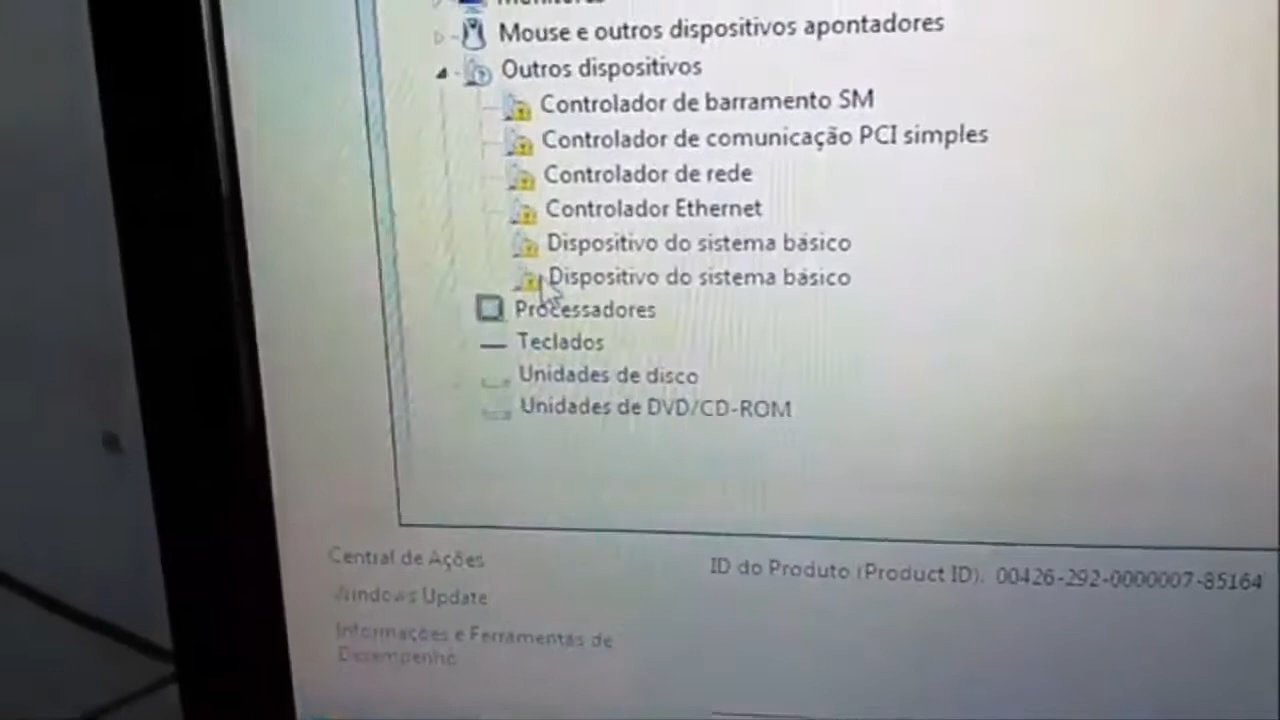 Mouse e outros dispositivos apontadores
Outros dispositivos
Controlador de barramento SM
Controlador de comunicação PCI simples
Controlador de rede
Controlador Ethernet
Dispositivo do sistema básico
Dispositivo do sistema básico
Processadores
Teclados
Unidades de disco
Unidades de DVD/CD-ROM
Central de Ações
Windows Update
Informações e Ferramentas de
Desempenho
ID do Produto (Product ID): 00426-292-0000007-85164